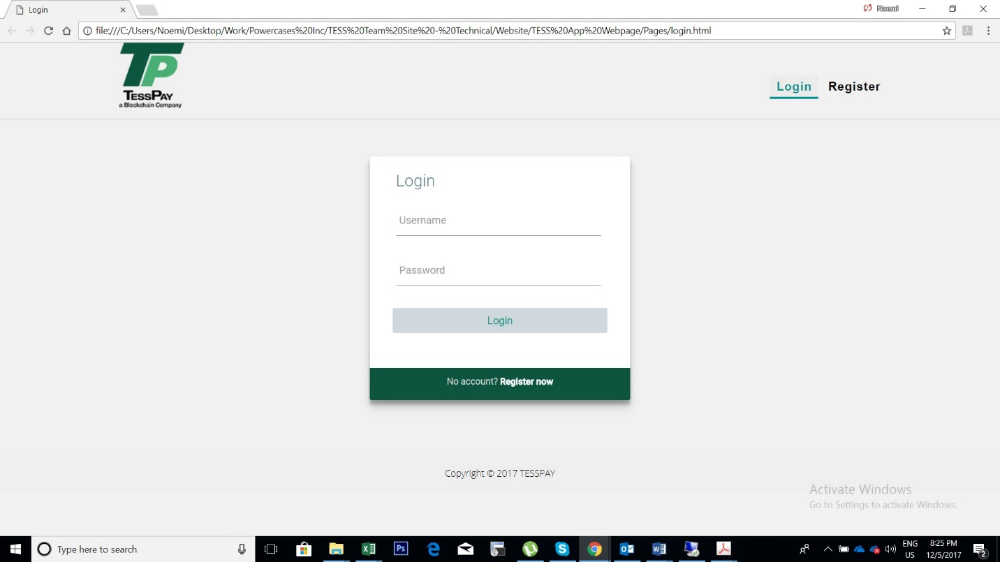 Login
Noemi
file:///C:/Users/Noemi/Desktop/Work/Powercases%20Inc/TESS%20Team%20Site%20-%20Technical/Website/TESS%20App%20Webpage/Pages/login.html
TP
TESSPAY
a Blockchain Company
Login Register
Login
Username
Password
Login
No account? Register now
Copyright © 2017 TESSPAY
Activate Windows
Go to Settings to activate Windows.
Type here to search
Ps
ENG
US
8:25 PM
12/5/2017
2